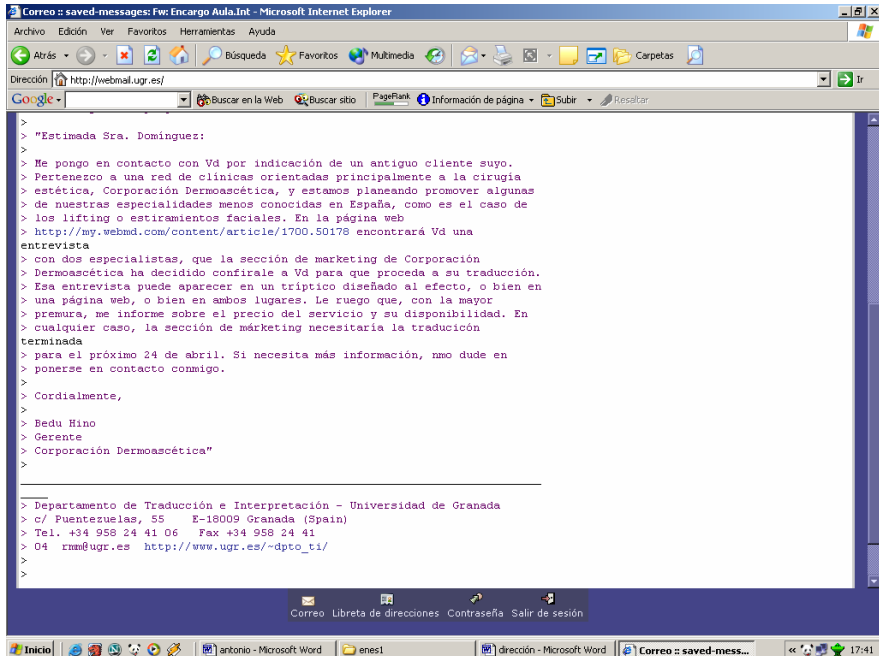 Correo :: saved-messages: Fw: Encargo Aula.Int - Microsoft Internet Explorer
Archivo Edición Ver Favoritos Herramientas Ayuda
Atrás Búsqueda Favoritos Multimedia Carpetas
Dirección http://webmail.ugr.es/ Ir
Google Buscar en la Web Buscar sitio PageRank Información de página Subir Resaltar
>
> "Estimada Sra. Domínguez:
>
> Me pongo en contacto con Vd por indicación de un antiguo cliente suyo.
> Pertenezco a una red de clínicas orientadas principalmente a la cirugía
> estética, Corporación Dermoascética, y estamos planeando promover algunas
> de nuestras especialidades menos conocidas en España, como es el caso de
> los lifting o estiramientos faciales. En la página web
> http://my.webmd.com/content/article/1700.50178 encontrará Vd una
entrevista
> con dos especialistas, que la sección de marketing de Corporación
> Dermoascética ha decidido confirale a Vd para que proceda a su traducción.
> Esa entrevista puede aparecer en un tríptico diseñado al efecto, o bien en
> una página web, o bien en ambos lugares. Le ruego que, con la mayor
> premura, me informe sobre el precio del servicio y su disponibilidad. En
> cualquier caso, la sección de márketing necesitaría la traducicón
terminada
> para el próximo 24 de abril. Si necesita más información, nmo dude en
> ponerse en contacto conmigo.
>
> Cordialmente,
>
> Bedu Hino
> Gerente
> Corporación Dermoascética"
>
> Departamento de Traducción e Interpretación - Universidad de Granada
> c/ Puentezuelas, 55 E-18009 Granada (Spain)
> Tel. +34 958 24 41 06 Fax +34 958 24 41
> 04 rmm@ugr.es http://www.ugr.es/~dpto_ti/
>
>
Correo Libreta de direcciones Contraseña Salir de sesión
Inicio antonio - Microsoft Word enes1 dirección - Microsoft Word Correo :: saved-mess... « 17:41